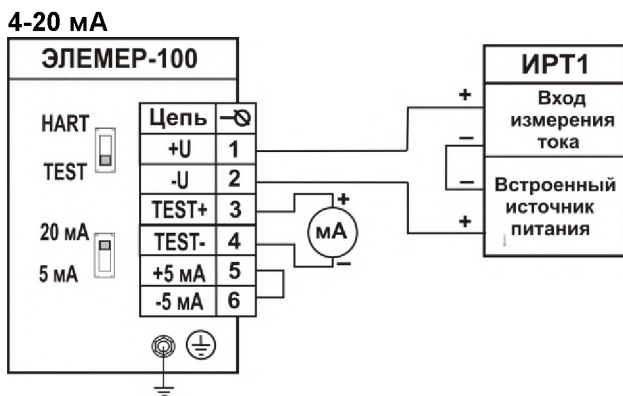 4-20 мА
ЭЛЕМЕР-100
HART
TEST
20 мА
5 мА
Цепь
+U 1
-U 2
TEST+ 3
TEST- 4
+5 мА 5
-5 мА 6
+
мА
−
ИРТ1
+
Вход
измерения
тока
−
−
Встроенный
источник
питания
+